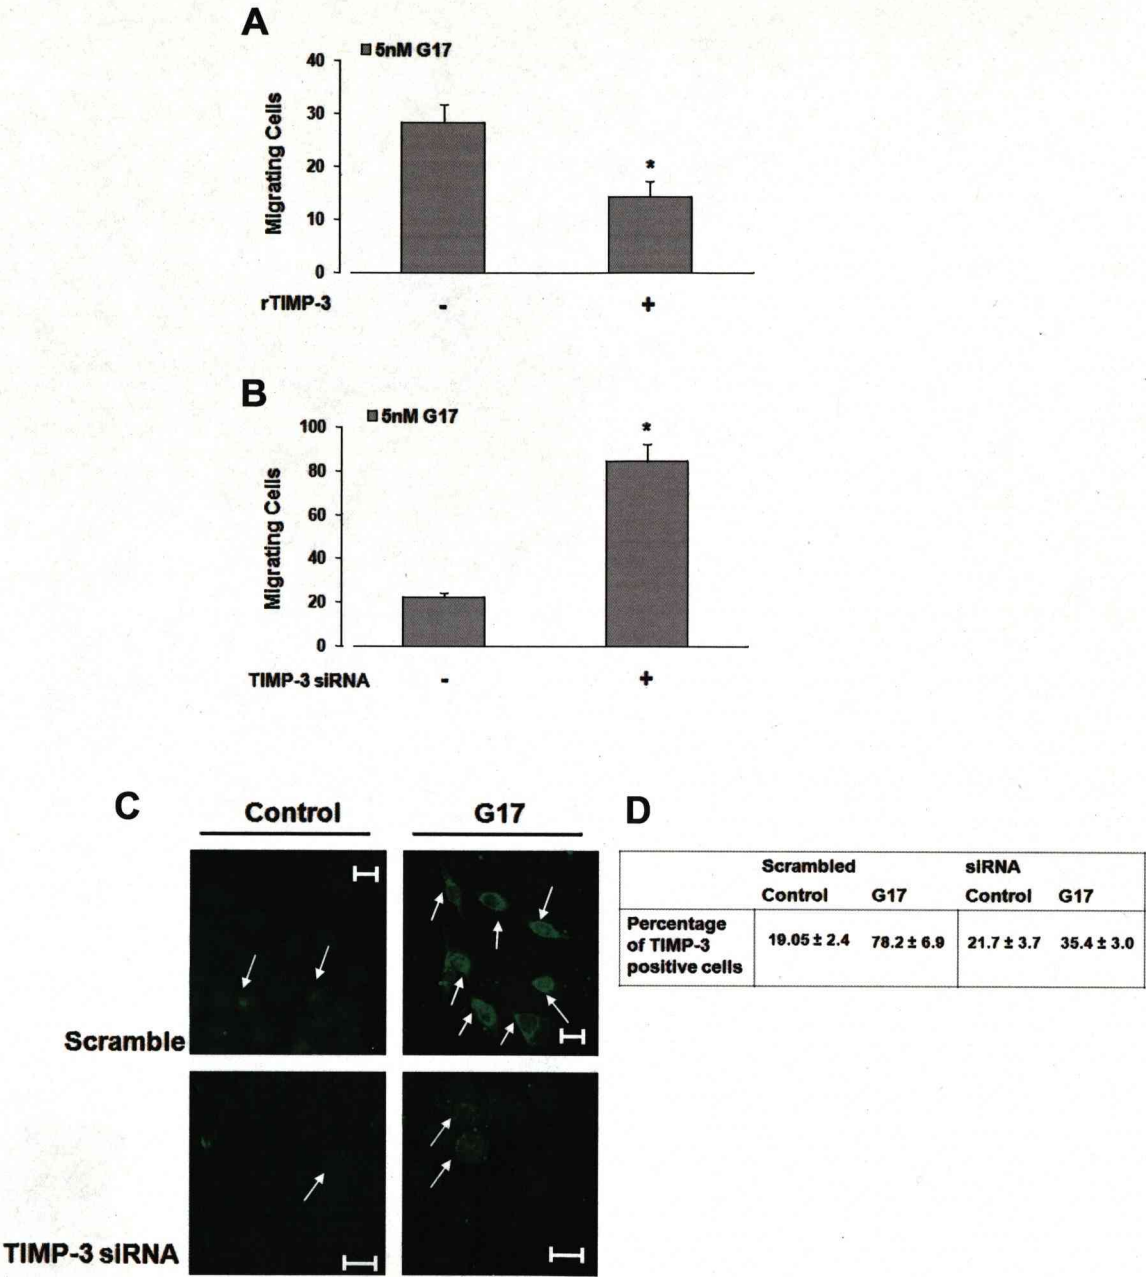 A
5nM G17
40
30
20
10
0
Migrating Cells
*
rTIMP-3 - +
B
5nM G17
100
80
60
40
20
0
Migrating Cells
*
TIMP-3 siRNA - +
C
Control G17
Scramble
TIMP-3 siRNA
D
Scrambled siRNA
Control G17 Control G17
Percentage
of TIMP-3
positive cells
19.05 ± 2.4 78.2 ± 6.9 21.7 ± 3.7 35.4 ± 3.0